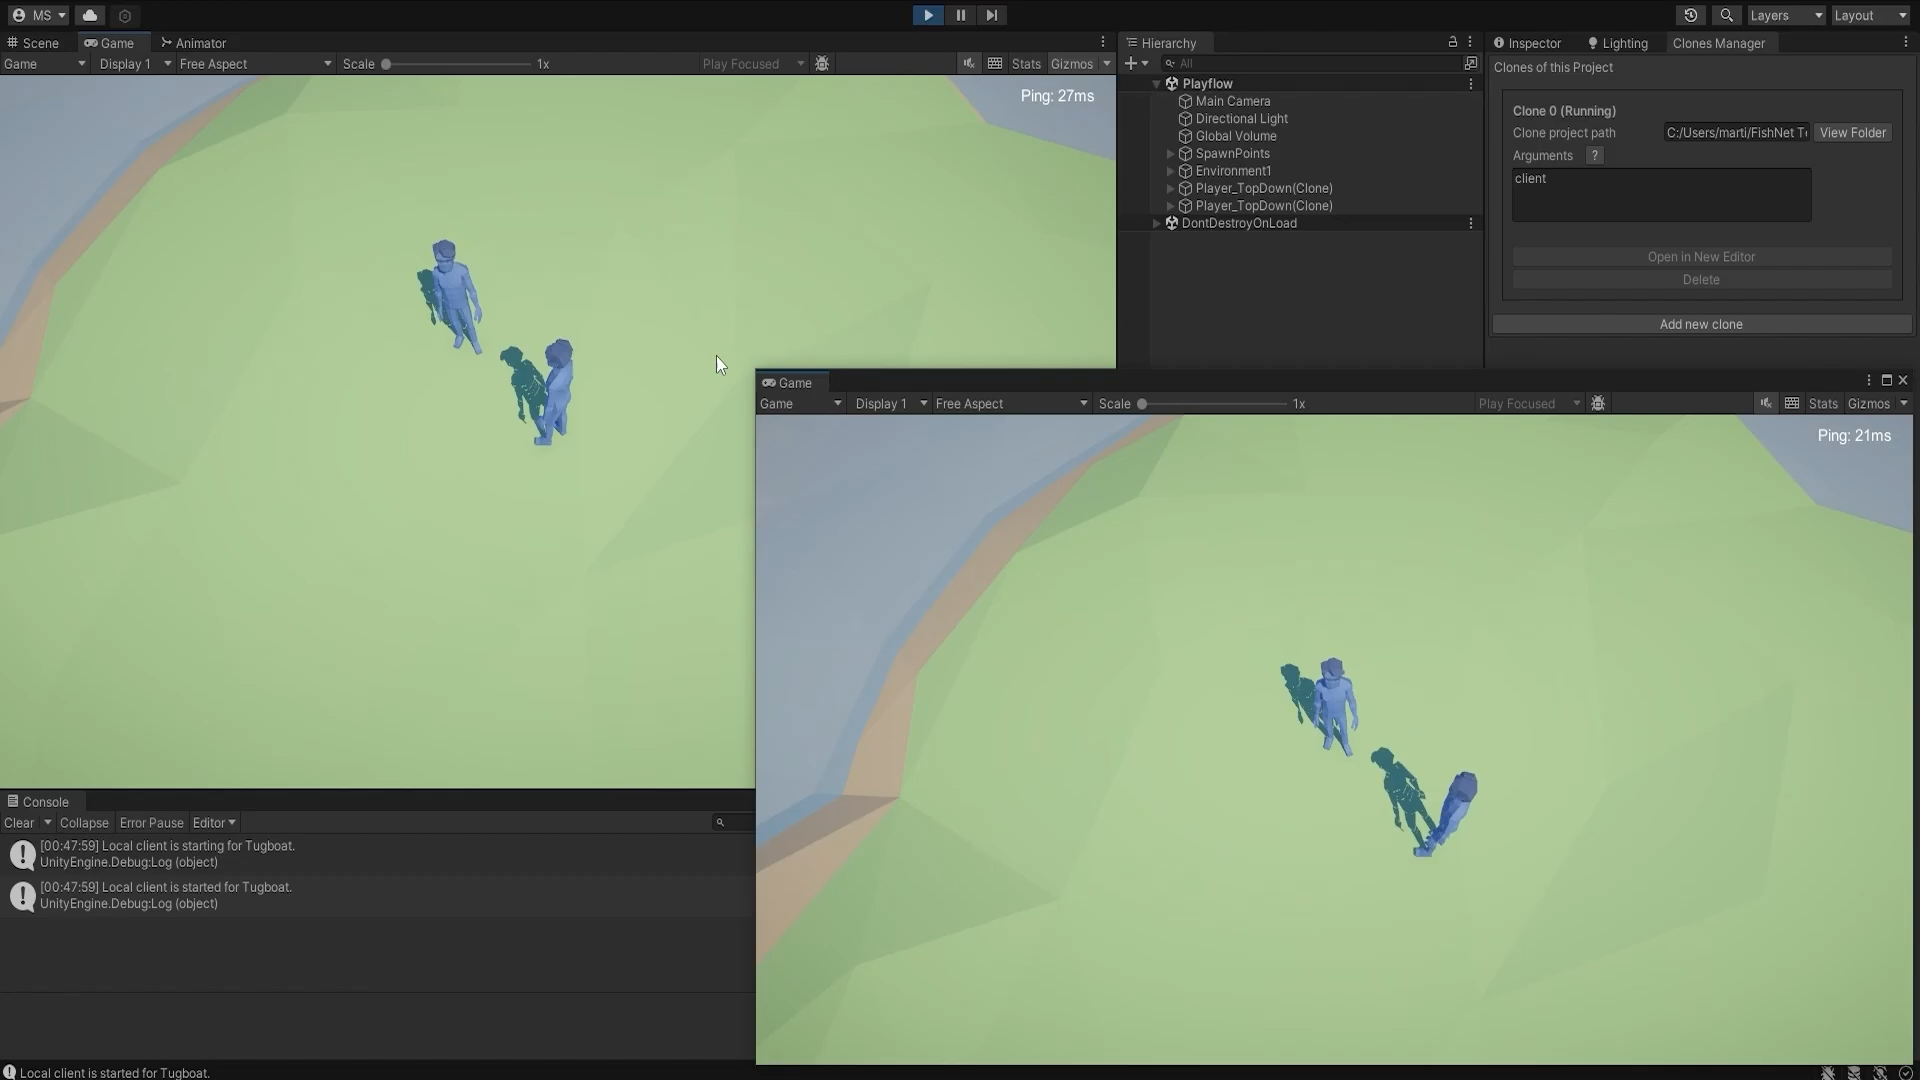 MS
Layers
Layout
Scene
Game
Animator
Game
Display 1
Free Aspect
Scale
1x
Play Focused
Stats
Gizmos
Ping: 27ms
Hierarchy
All
Playflow
Main Camera
Directional Light
Global Volume
SpawnPoints
Environment1
Player_TopDown(Clone)
Player_TopDown(Clone)
DontDestroyOnLoad
Inspector
Lighting
Clones Manager
Clones of this Project
Clone 0 (Running)
Clone project path
C:/Users/marti/FishNet T
View Folder
Arguments
?
client
Open in New Editor
Delete
Add new clone
Game
Game
Display 1
Free Aspect
Scale
1x
Play Focused
Stats
Gizmos
Ping: 21ms
Console
Clear
Collapse
Error Pause
Editor
[00:47:59] Local client is starting for Tugboat.
UnityEngine.Debug:Log (object)
[00:47:59] Local client is started for Tugboat.
UnityEngine.Debug:Log (object)
Local client is started for Tugboat.